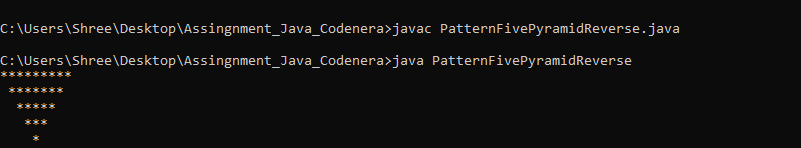 C:\Users\Shree\Desktop\Assingnment_Java_Codenera>javac PatternFivePyramidReverse.java
C:\Users\Shree\Desktop\Assingnment_Java_Codenera>java PatternFivePyramidReverse
*********
 *******
  *****
   ***
    *